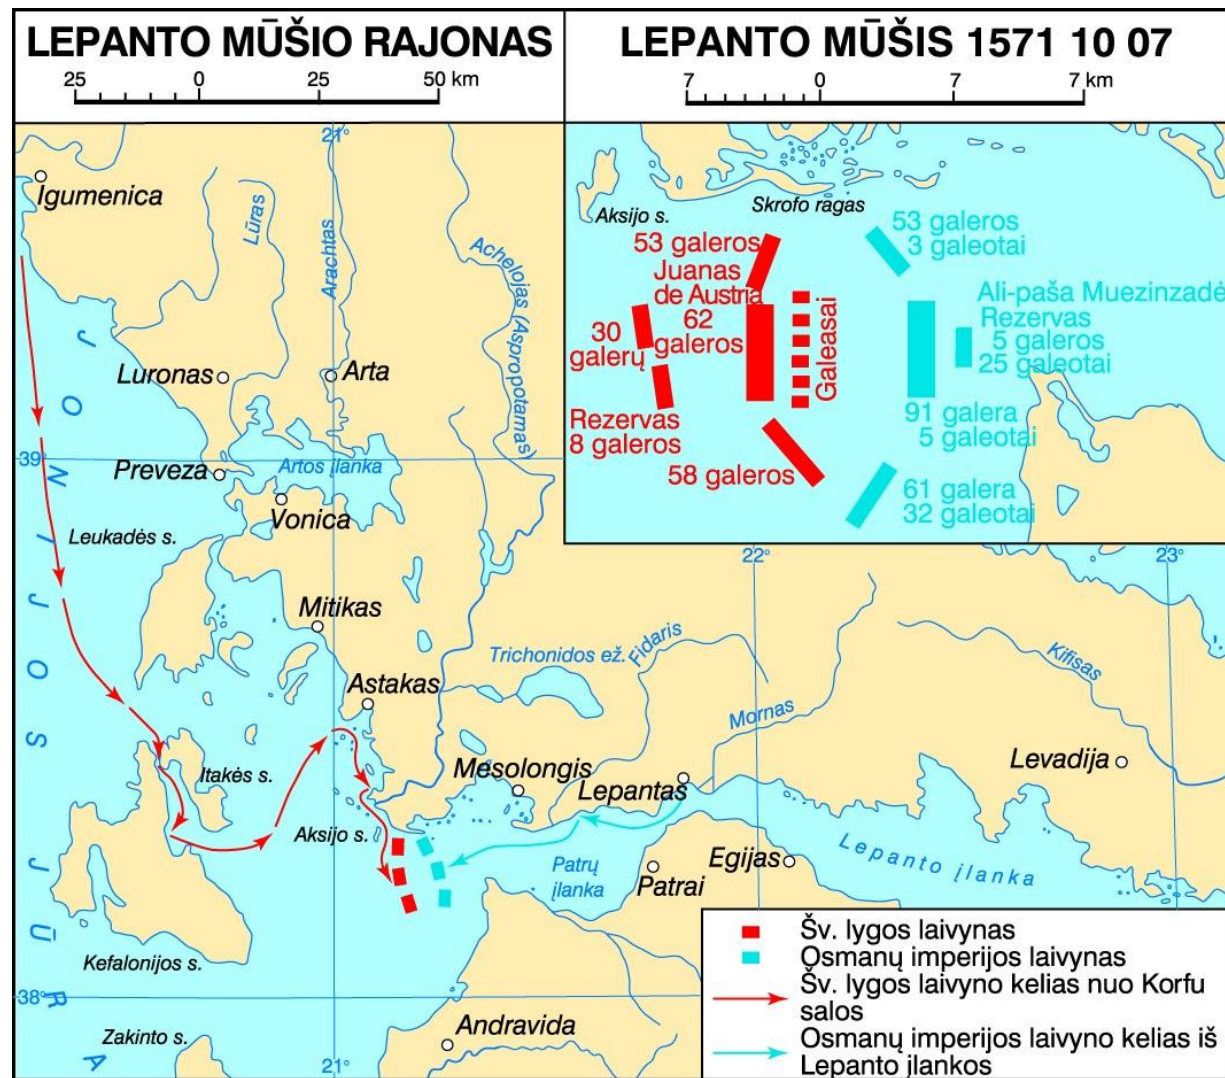 LEPANTO MŪŠIO RAJONAS
25 0 25 50 km
21°
Igumenica
Lūras
Arachtas
Achelojas (Aspropotamas)
Luronas
Arta
39°
Preveza
Artos įlanka
Vonica
Leukadės s.
Mitikas
Trichonidos ež.
Fidaris
Astakas
Mornas
Kifisas
Itakės s.
Mesolongis
Lepantas
Levadija
Aksijo s.
Patrų
įlanka
Patrai
Egijas
Lepanto įlanka
Kefalonijos s.
38°
Zakinto s.
Andravida
21°
22°
23°
JONIJOS JŪRA
LEPANTO MŪŠIS 1571 10 07
7 0 7 7 km
Aksijo s.
Skrofo ragas
53 galeros
Juanas
de Austria
62
galeros
30
galerų
Rezervas
8 galeros
58 galeros
Galeasai
53 galeros
3 galeotai
Ali-paša Muezinzadė
Rezervas
5 galeros
25 galeotai
91 galera
5 galeotai
61 galera
32 galeotai
Šv. lygos laivynas
Osmanų imperijos laivynas
Šv. lygos laivyno kelias nuo Korfu
salos
Osmanų imperijos laivyno kelias iš
Lepanto įlankos